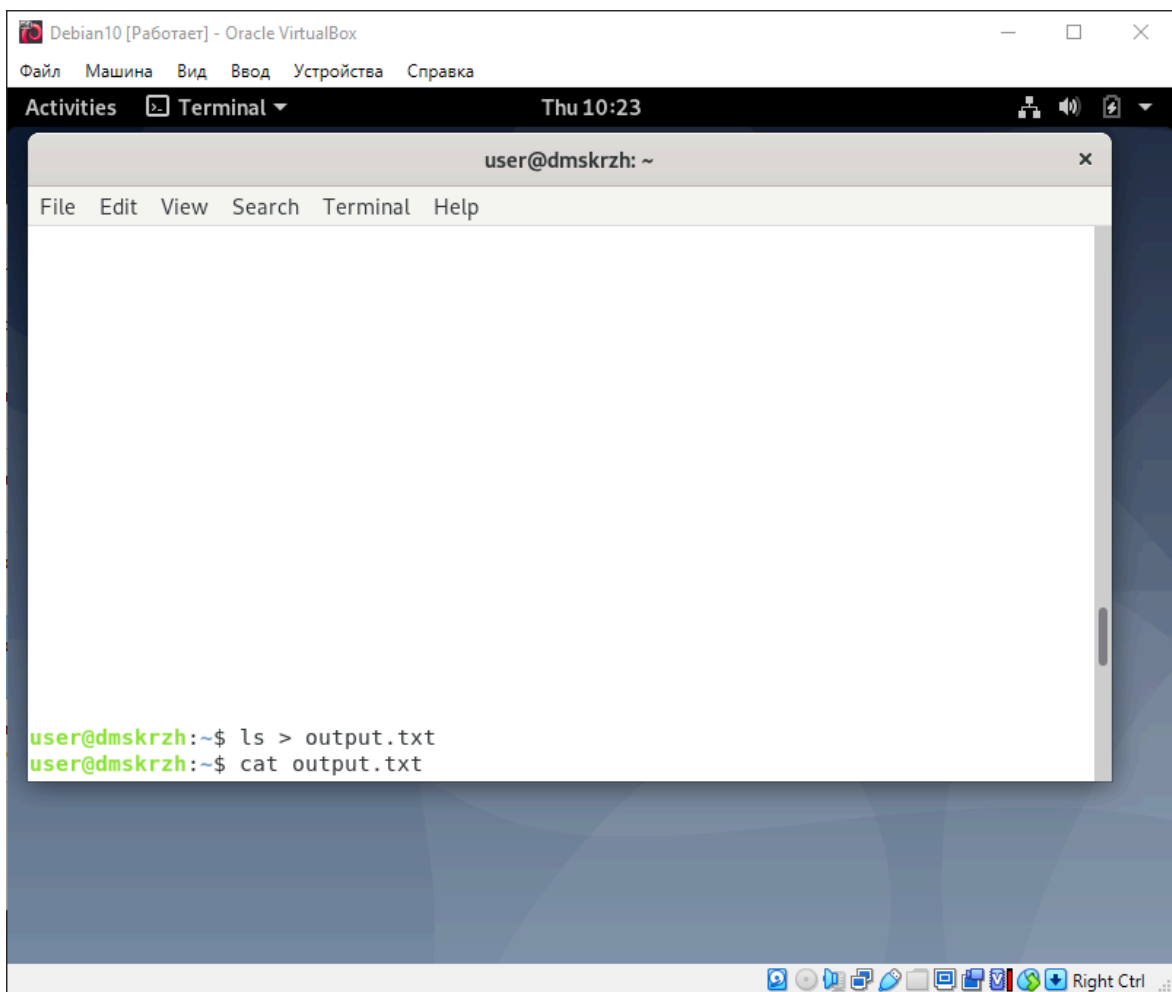 Debian10 [Работает] - Oracle VirtualBox
Файл Машина Вид Ввод Устройства Справка
Activities Terminal Thu 10:23
user@dmskrzh: ~
File Edit View Search Terminal Help
user@dmskrzh:~$ ls > output.txt
user@dmskrzh:~$ cat output.txt
Right Ctrl